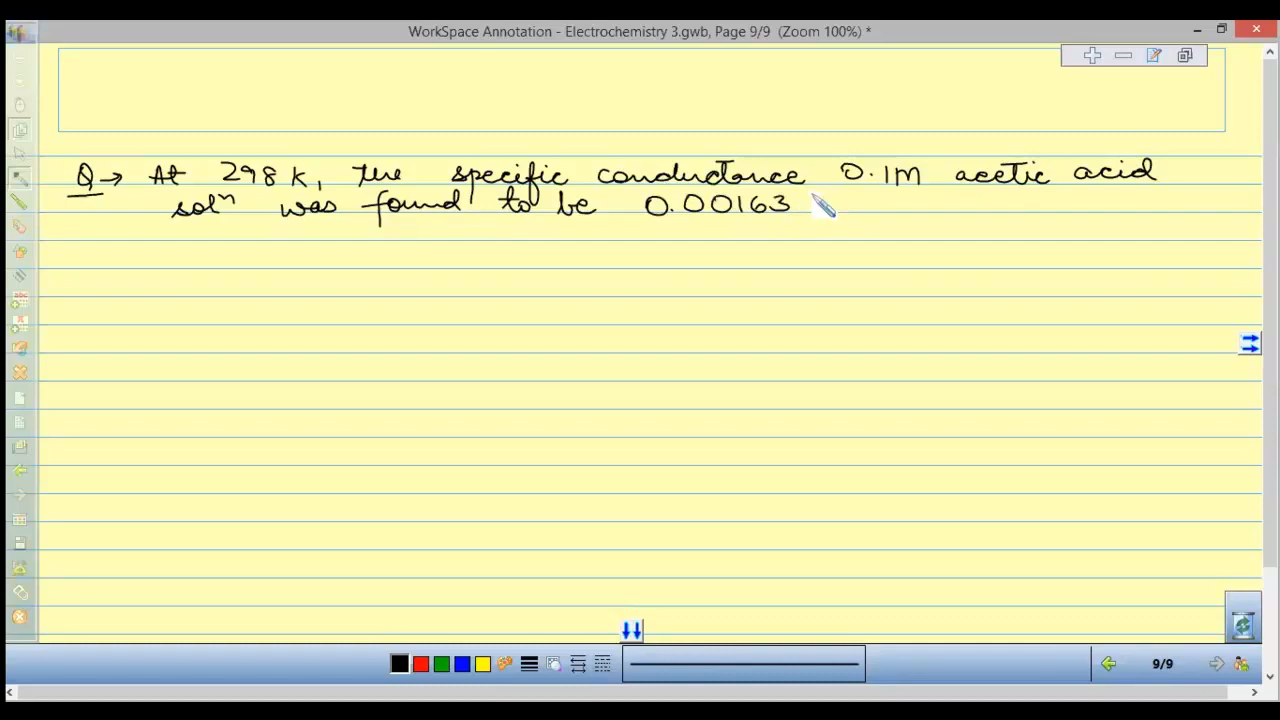 WorkSpace Annotation - Electrochemistry 3.gwb, Page 9/9 (Zoom 100%) *
Q→ At 298 K, the specific conductance 0.1M acetic acid
solⁿ was found to be 0.00163
9/9